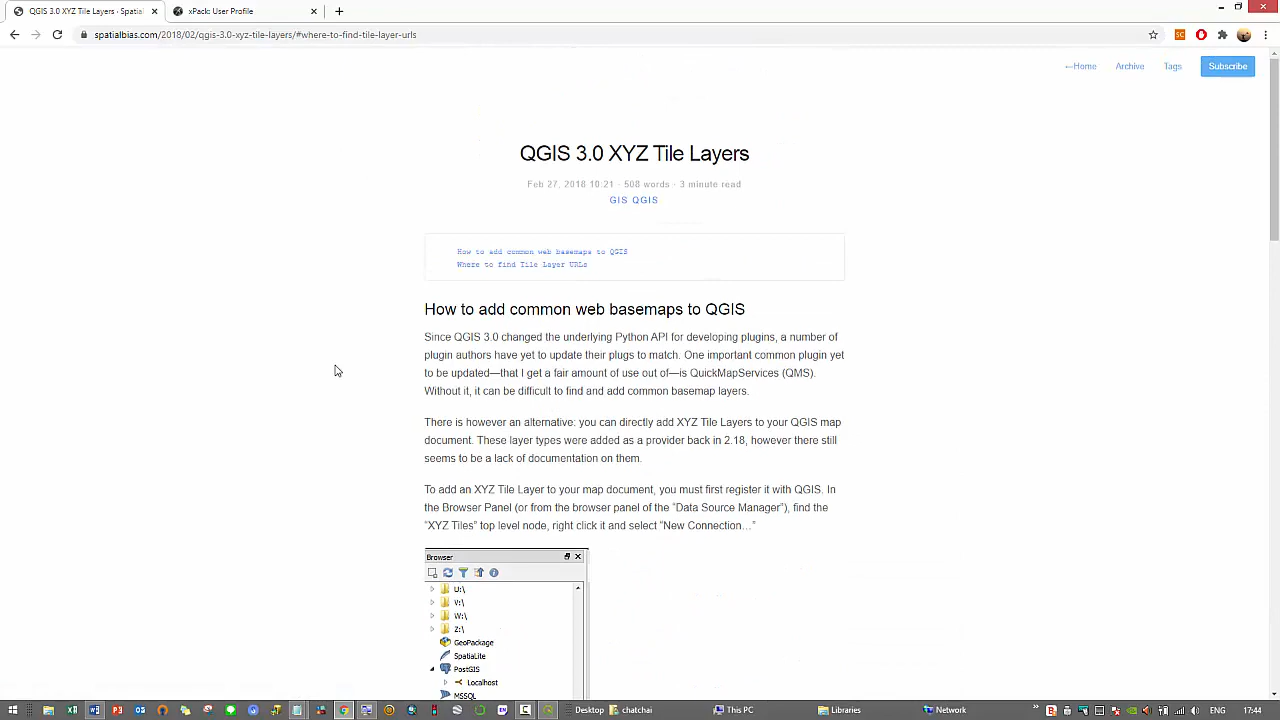 QGIS 3.0 XYZ Tile Layers · Spatial
xPack: User Profile
spatialbias.com/2018/02/qgis-3.0-xyz-tile-layers/#where-to-find-tile-layer-urls
SC
←Home Archive Tags Subscribe
QGIS 3.0 XYZ Tile Layers
Feb 27, 2018 10:21 · 508 words · 3 minute read
GIS QGIS
How to add common web basemaps to QGIS
Where to find Tile Layer URLs
How to add common web basemaps to QGIS
Since QGIS 3.0 changed the underlying Python API for developing plugins, a number of
plugin authors have yet to update their plugs to match. One important common plugin yet
to be updated—that I get a fair amount of use out of—is QuickMapServices (QMS).
Without it, it can be difficult to find and add common basemap layers.
There is however an alternative: you can directly add XYZ Tile Layers to your QGIS map
document. These layer types were added as a provider back in 2.18, however there still
seems to be a lack of documentation on them.
To add an XYZ Tile Layer to your map document, you must first register it with QGIS. In
the Browser Panel (or from the browser panel of the “Data Source Manager”), find the
“XYZ Tiles” top level node, right click it and select “New Connection…”
Browser
U:\
V:\
W:\
Z:\
GeoPackage
SpatiaLite
PostGIS
Localhost
MSSQL
Desktop chatchai This PC Libraries Network ENG 17:44